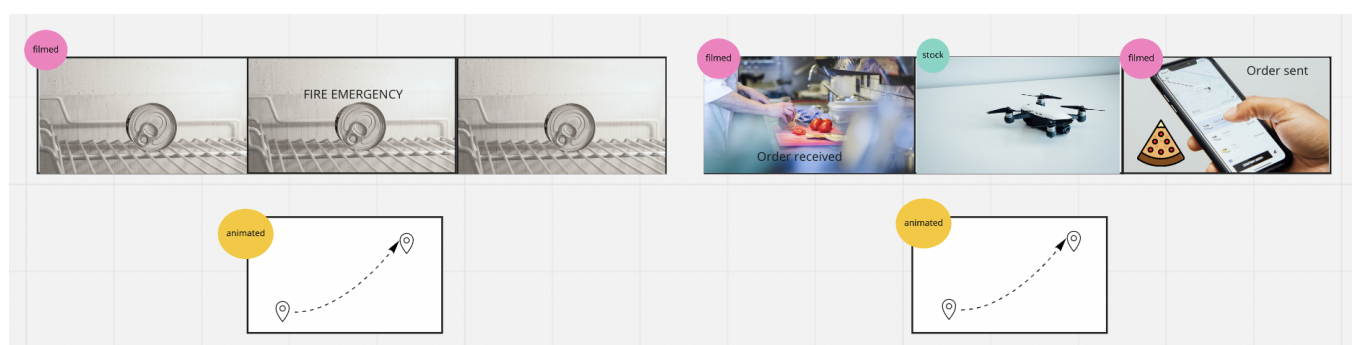 filmed
FIRE EMERGENCY
filmed
Order received
stock
filmed
Order sent
animated
animated